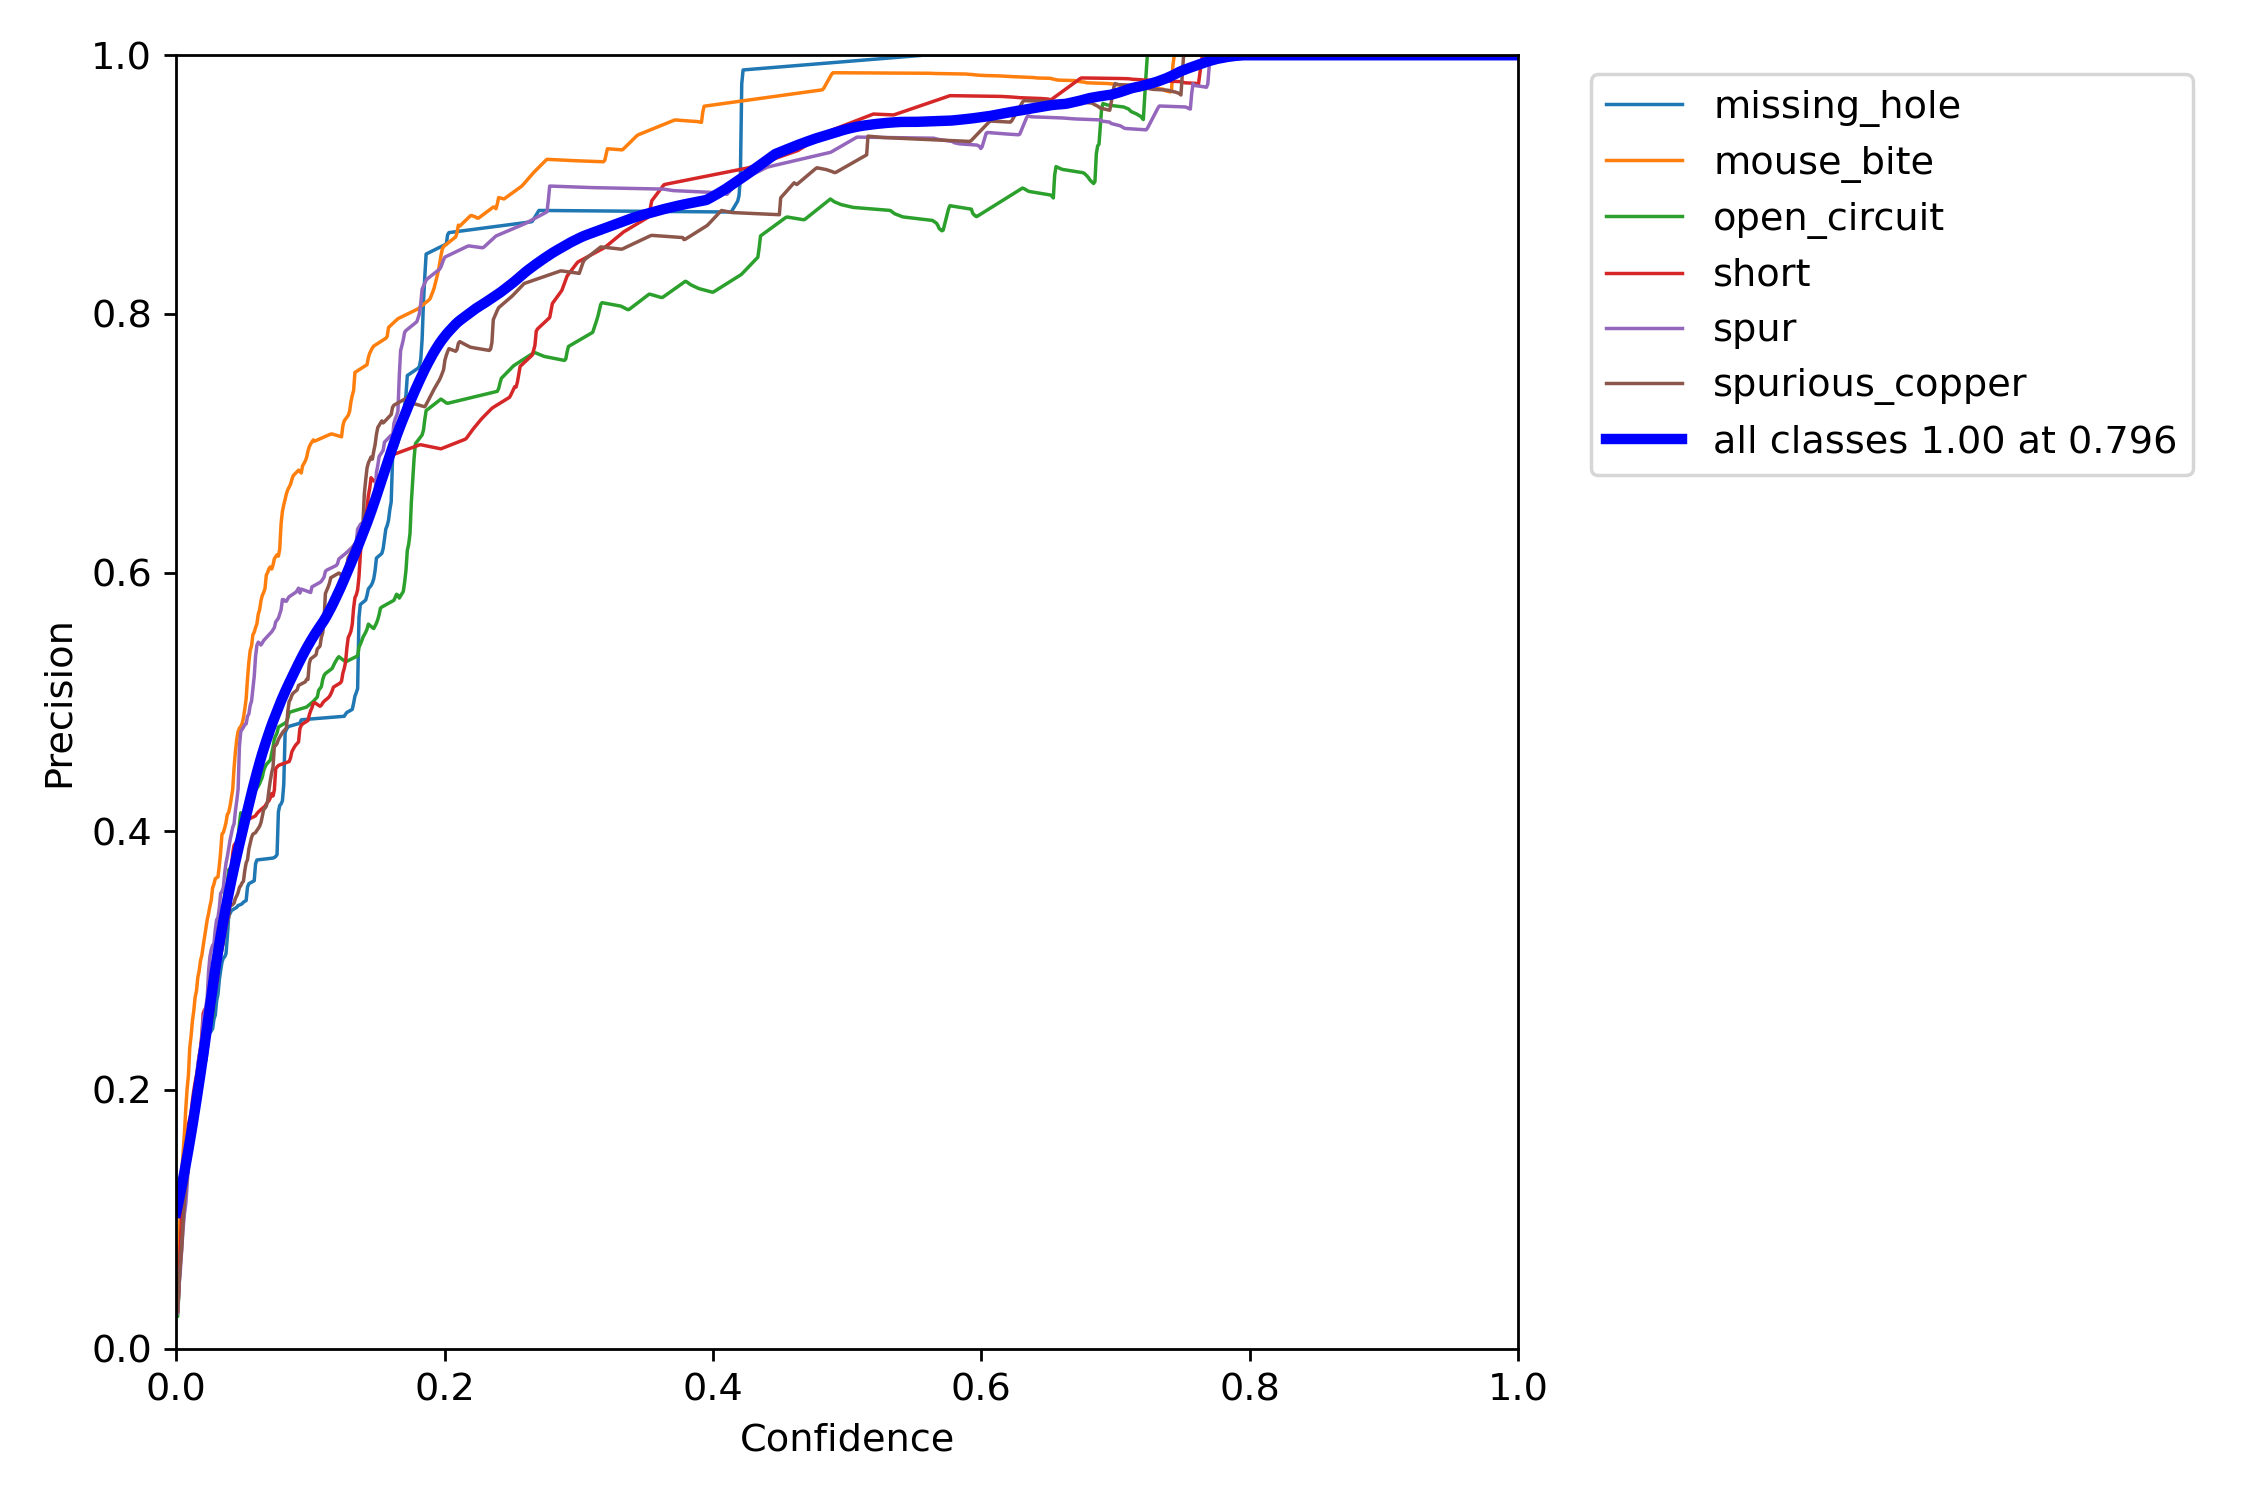 1.0
0.8
0.6
0.4
0.2
0.0
0.0 0.2 0.4 0.6 0.8 1.0
Precision
Confidence
missing_hole
mouse_bite
open_circuit
short
spur
spurious_copper
all classes 1.00 at 0.796